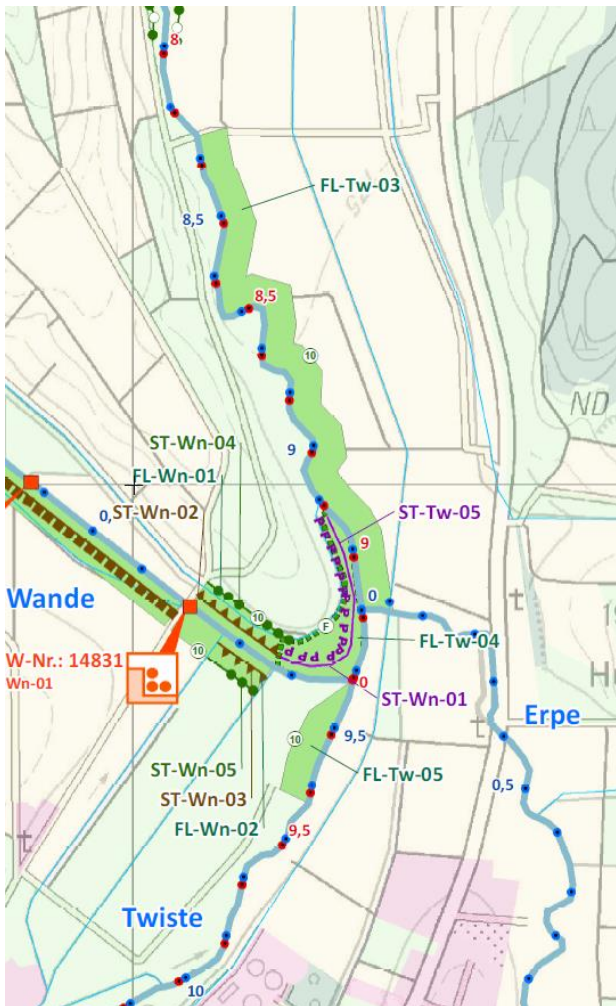 8
FL-Tw-03
75
8,5
8,5
10
ND
ST-Wn-04
9
FL-Wn-01
ST-Wn-02
ST-Tw-05
0,
9
0
Wande
10
F
t
W-Nr.: 14831
Wn-01
10
P P P P P P P P P P P
FL-Tw-04
0
ST-Wn-01
H
Erpe
10
9,5
t
FL-Tw-05
ST-Wn-05
ST-Wn-03
0,5
FL-Wn-02
9,5
t
Twiste
10